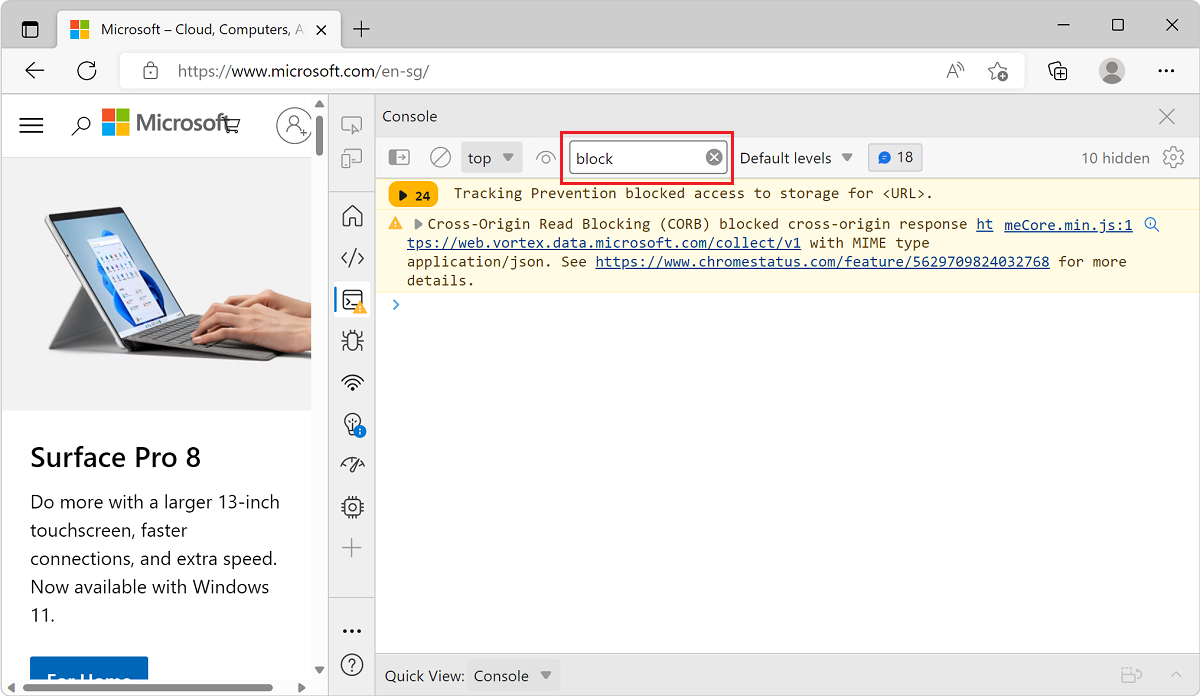 Microsoft – Cloud, Computers, A
https://www.microsoft.com/en-sg/
Microsoft
Surface Pro 8
Do more with a larger 13-inch
touchscreen, faster
connections, and extra speed.
Now available with Windows
11.
For Home
Console
top
block
Default levels
18
10 hidden
24 Tracking Prevention blocked access to storage for <URL>.
Cross-Origin Read Blocking (CORB) blocked cross-origin response ht meCore.min.js:1
tps://web.vortex.data.microsoft.com/collect/v1 with MIME type
application/json. See https://www.chromestatus.com/feature/5629709824032768 for more
details.
Quick View: Console